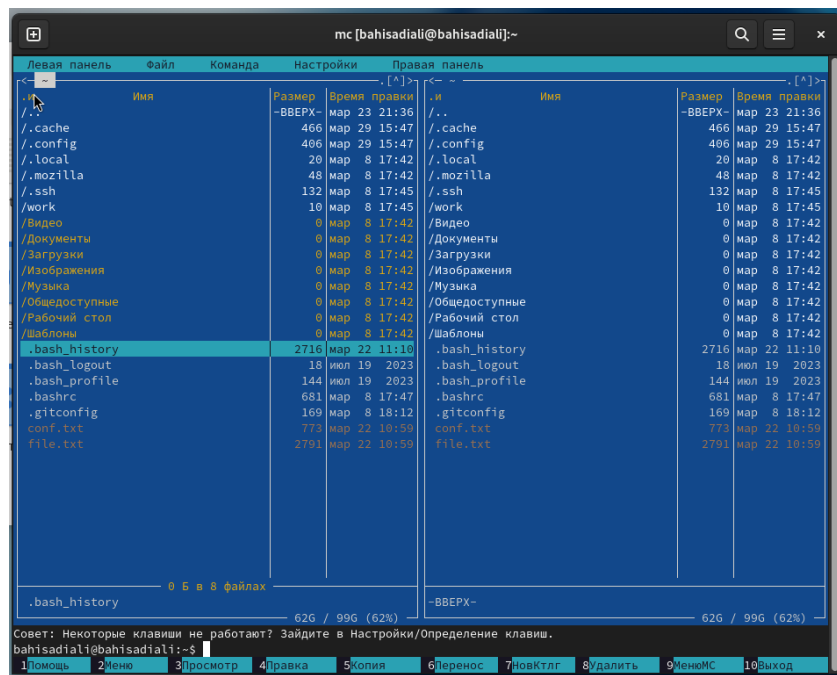 mc [bahisadiali@bahisadiali]:~
Левая панель Файл Команда Настройки Правая панель
<- ~ .[^]> <- ~ .[^]>
.и Имя Размер Время правки .и Имя Размер Время правки
/.. -ВВЕРХ- мар 23 21:36 /.. -ВВЕРХ- мар 23 21:36
/.cache 466 мар 29 15:47 /.cache 466 мар 29 15:47
/.config 406 мар 29 15:47 /.config 406 мар 29 15:47
/.local 20 мар 8 17:42 /.local 20 мар 8 17:42
/.mozilla 48 мар 8 17:42 /.mozilla 48 мар 8 17:42
/.ssh 132 мар 8 17:45 /.ssh 132 мар 8 17:45
/work 10 мар 8 17:45 /work 10 мар 8 17:45
/Видео 0 мар 8 17:42 /Видео 0 мар 8 17:42
/Документы 0 мар 8 17:42 /Документы 0 мар 8 17:42
/Загрузки 0 мар 8 17:42 /Загрузки 0 мар 8 17:42
/Изображения 0 мар 8 17:42 /Изображения 0 мар 8 17:42
/Музыка 0 мар 8 17:42 /Музыка 0 мар 8 17:42
/Общедоступные 0 мар 8 17:42 /Общедоступные 0 мар 8 17:42
/Рабочий стол 0 мар 8 17:42 /Рабочий стол 0 мар 8 17:42
/Шаблоны 0 мар 8 17:42 /Шаблоны 0 мар 8 17:42
.bash_history 2716 мар 22 11:10 .bash_history 2716 мар 22 11:10
.bash_logout 18 июл 19 2023 .bash_logout 18 июл 19 2023
.bash_profile 144 июл 19 2023 .bash_profile 144 июл 19 2023
.bashrc 681 мар 8 17:47 .bashrc 681 мар 8 17:47
.gitconfig 169 мар 8 18:12 .gitconfig 169 мар 8 18:12
conf.txt 773 мар 22 10:59 conf.txt 773 мар 22 10:59
file.txt 2791 мар 22 10:59 file.txt 2791 мар 22 10:59
0 Б в 8 файлах
.bash_history -ВВЕРХ-
62G / 99G (62%) 62G / 99G (62%)
Совет: Некоторые клавиши не работают? Зайдите в Настройки/Определение клавиш.
bahisadiali@bahisadiali:~$
1Помощь 2Меню 3Просмотр 4Правка 5Копия 6Перенос 7НовКтлг 8Удалить 9МенюMC 10Выход